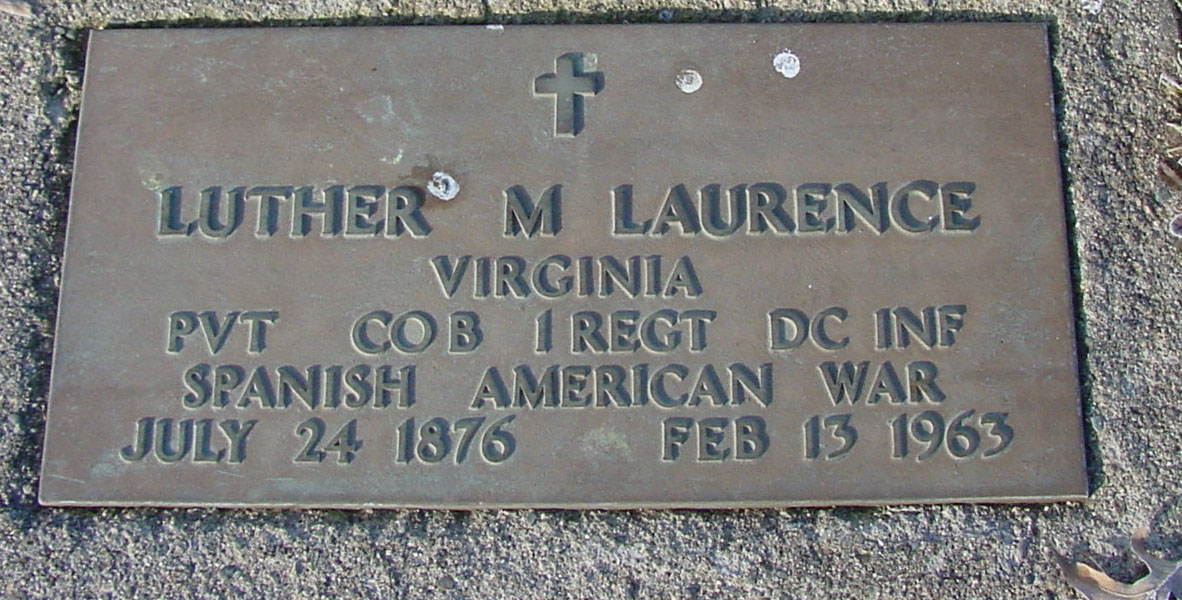 LUTHER M LAURENCE
VIRGINIA
PVT CO B 1 REGT DC INF
SPANISH AMERICAN WAR
JULY 24 1876 FEB 13 1963